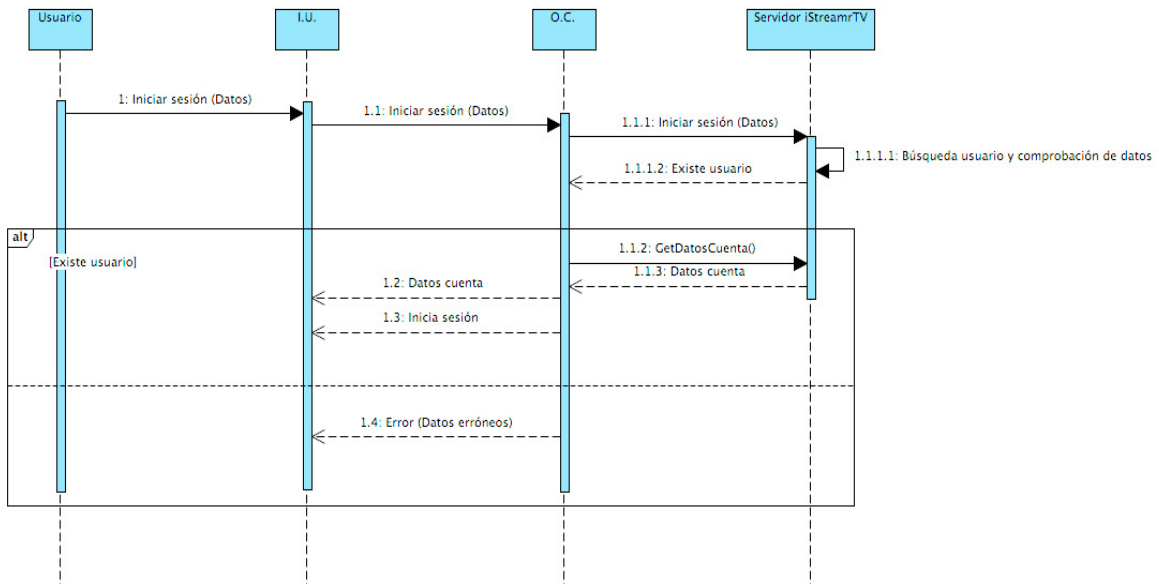 Usuario
I.U.
O.C.
Servidor iStreamrTV
1: Iniciar sesión (Datos)
1.1: Iniciar sesión (Datos)
1.1.1: Iniciar sesión (Datos)
1.1.1.1: Búsqueda usuario y comprobación de datos
1.1.1.2: Existe usuario
alt
[Existe usuario]
1.1.2: GetDatosCuenta()
1.1.3: Datos cuenta
1.2: Datos cuenta
1.3: Inicia sesión
1.4: Error (Datos erróneos)